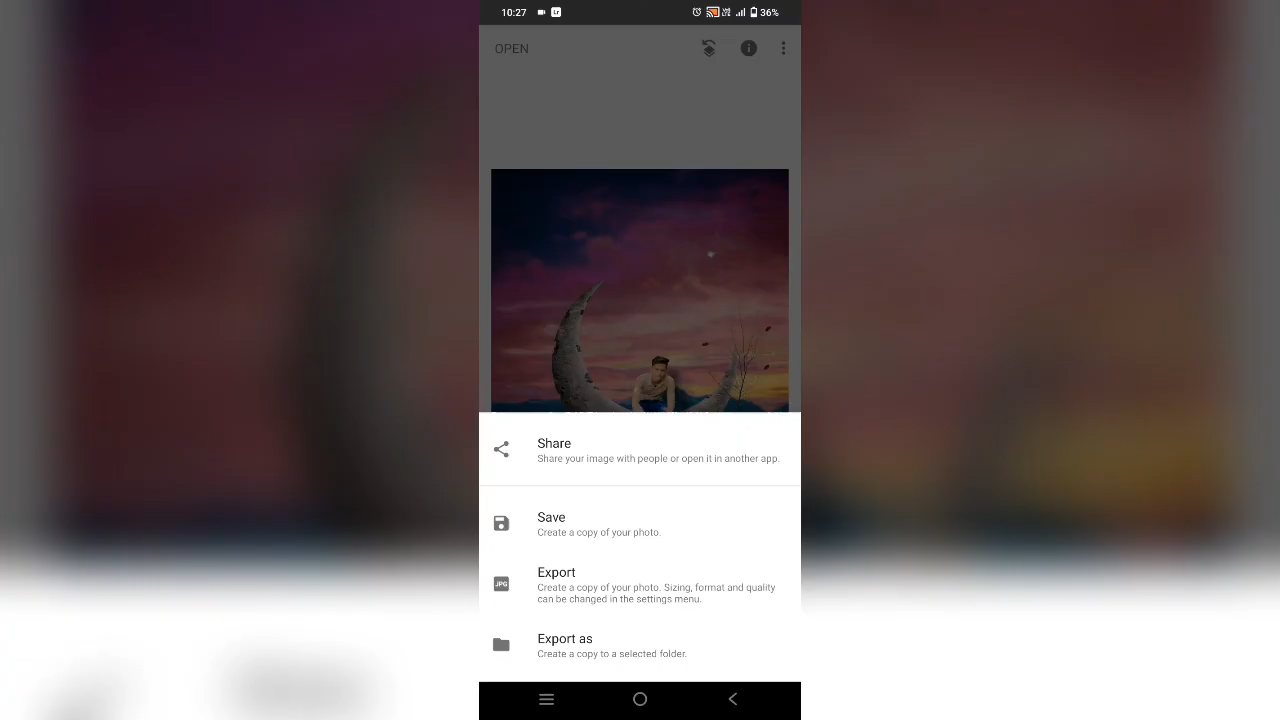 10:27 Lr 36%
OPEN
Share
Share your image with people or open it in another app.
Save
Create a copy of your photo.
JPG
Export
Create a copy of your photo. Sizing, format and quality
can be changed in the settings menu.
Export as
Create a copy to a selected folder.